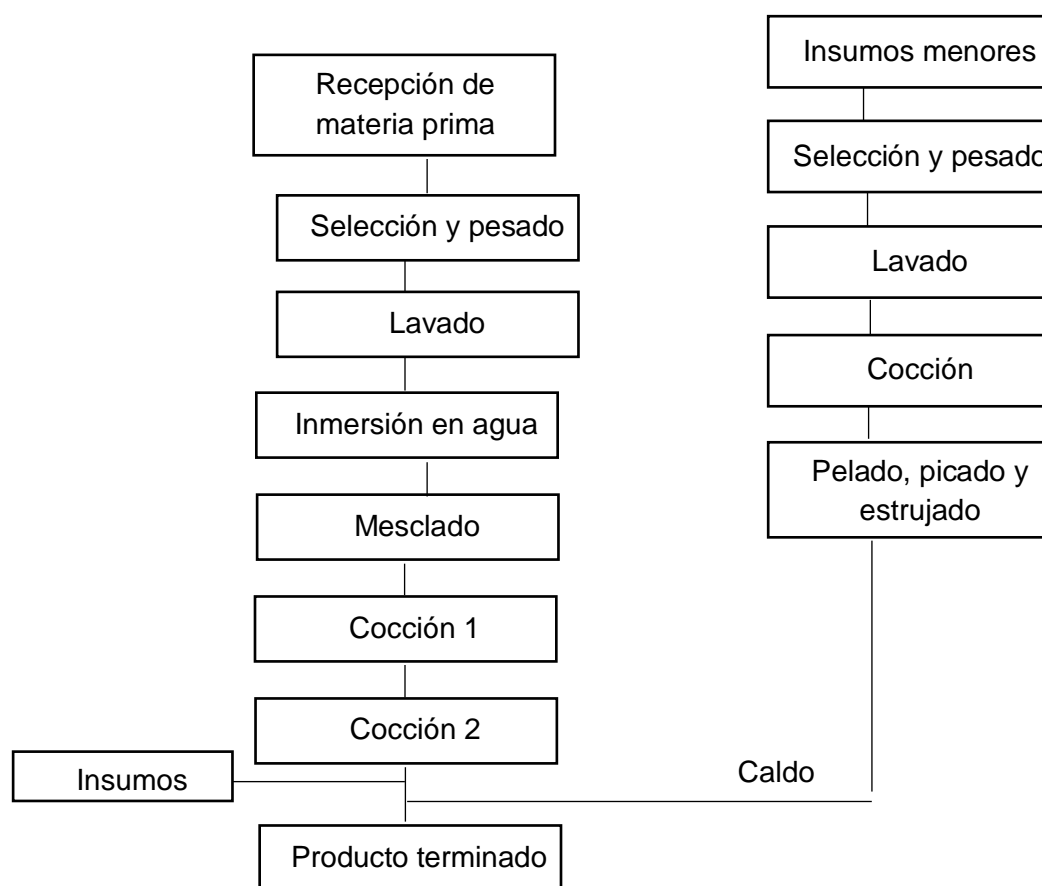 Recepción de
materia prima
Selección y pesado
Lavado
Inmersión en agua
Mesclado
Cocción 1
Cocción 2
Insumos
Producto terminado
Insumos menores
Selección y pesado
Lavado
Cocción
Pelado, picado y
estrujado
Caldo